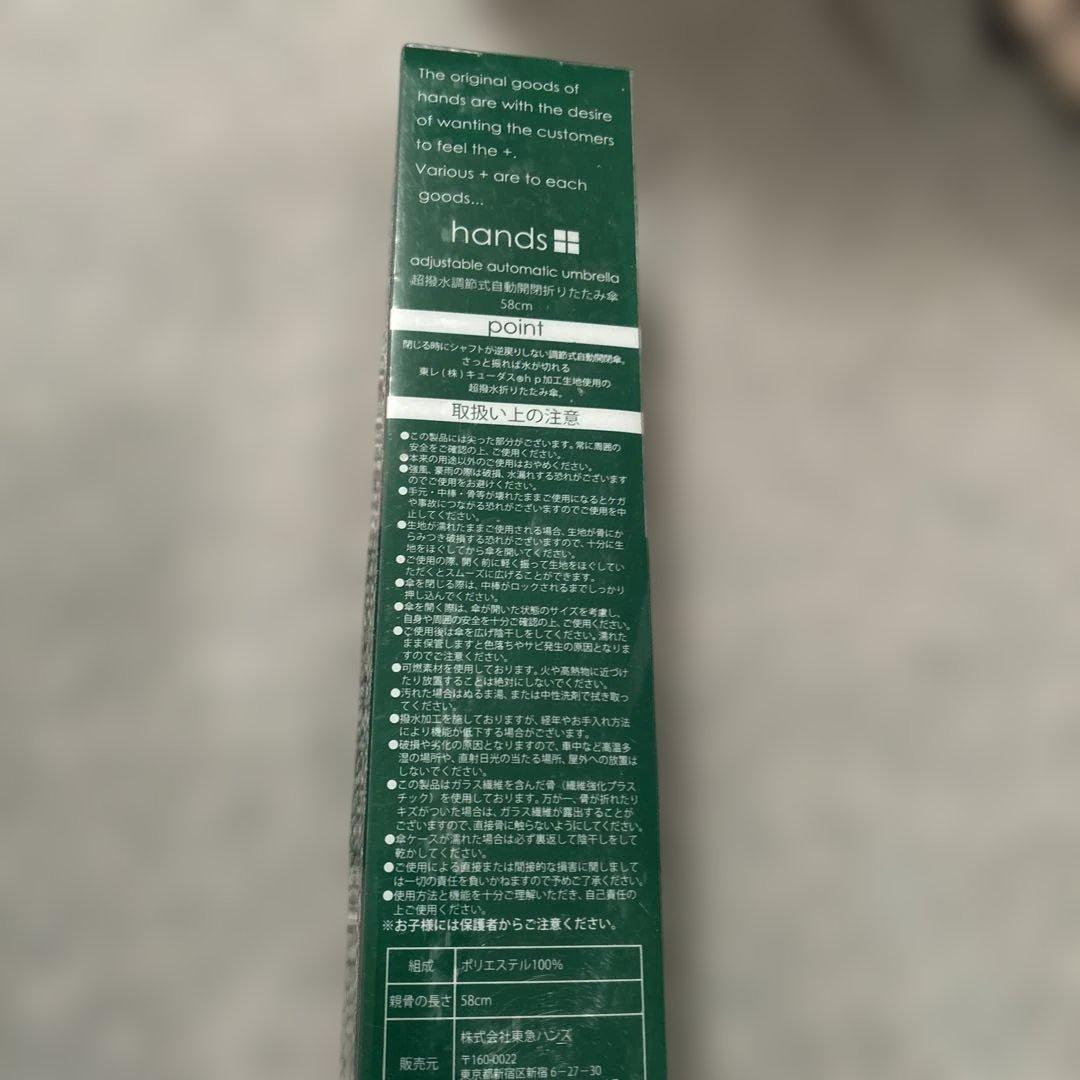 The original goods of
hands are with the desire
of wanting the customers
to feel the +.
Various + are to each
goods...
hands
adjustable automatic umbrella
超撥水調節式自動開閉折りたたみ傘
58cm
point
閉じる時にシャフトが逆戻りしない調節式自動開閉傘。
さっと振れば水が切れる
東レ(株)キューダス®hp加工生地使用の
超撥水折りたたみ傘。
取扱い上の注意
●この製品には尖った部分がございます。常に周囲の
安全をご確認の上、ご使用ください。
●本来の用途以外のご使用はおやめください。
●強風、豪雨の際は破損、水漏れする恐れがございます
のでご使用をお避けください。
●手元・中棒・骨等が壊れたままご使用になるとケガ
や事故につながる恐れがございますのでご使用を中
止してください。
●生地が濡れたままご使用される場合、生地が骨にか
らみつき破損する恐れがございますので、十分に生
地をほぐしてから傘を開いてください。
●ご使用の際、開く前に軽く振って生地をほぐしてい
ただくとスムーズに広げることができます。
●傘を閉じる際は、中棒がロックされるまでしっかり
押し込んでください。
●傘を開く際は、傘が開いた状態のサイズを考慮し、
自身や周囲の安全を十分ご確認の上、ご使用ください。
●ご使用後は傘を広げ陰干しをしてください。濡れた
まま保管しますと色落ちやサビ発生の原因となりま
すのでご注意ください。
●可燃素材を使用しております。火や高熱物に近づけ
たり放置することは絶対にしないでください。
●汚れた場合はぬるま湯、または中性洗剤で拭き取っ
てください。
●撥水加工を施しておりますが、経年やお手入れ方法
により機能が低下する場合がございます。
●破損や劣化の原因となりますので、車中など高温多
湿の場所や、直射日光の当たる場所、屋外への放置は
しないでください。
●この製品はガラス繊維を含んだ骨（繊維強化プラス
チック）を使用しております。万が一、骨が折れたり
キズがついた場合は、ガラス繊維が露出することが
ございますので、直接骨に触らないようにしてください。
●傘ケースが濡れた場合は必ず裏返して陰干しをして
乾かしてください。
●ご使用による直接または間接的な損害に関しまして
は一切の責任を負いかねますので予めご了承ください。
●使用方法と機能を十分ご理解いただき、自己責任の
上ご使用ください。
※お子様には保護者からご注意ください。
組成 ポリエステル100%
親骨の長さ 58cm
販売元 株式会社東急ハンズ
〒160-0022
東京都新宿区新宿6-27-30